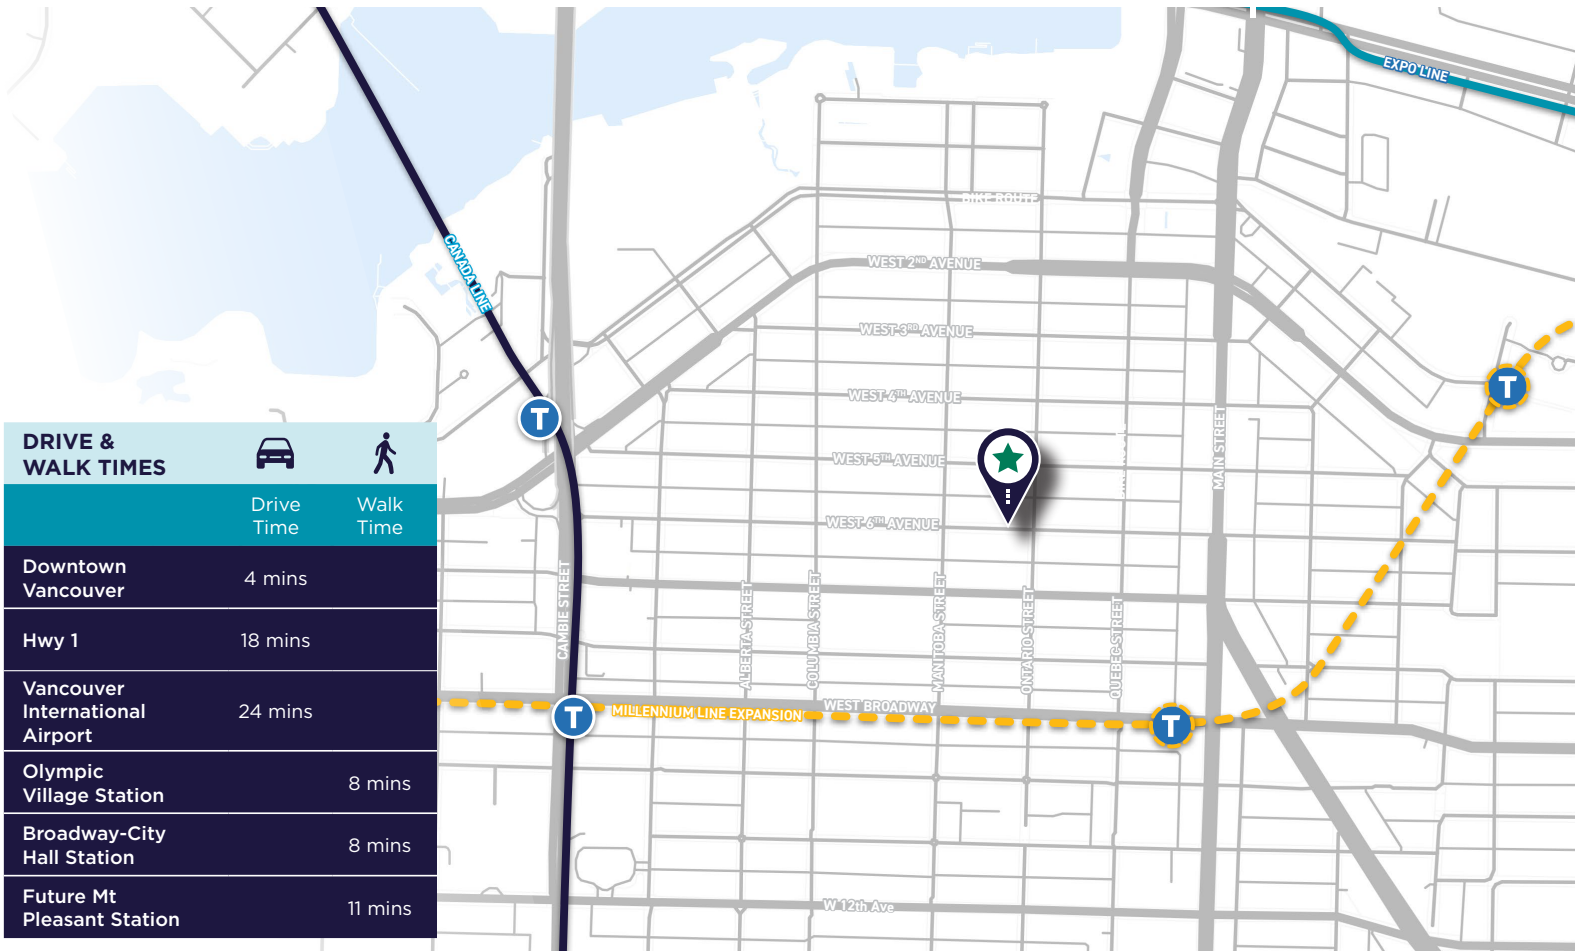 EXPO LINE
BIKE ROUTE
CANADA LINE
WEST 2ND AVENUE
WEST 3RD AVENUE
WEST 4TH AVENUE
T
T
WEST 5TH AVENUE
MAIN STREET
WEST 6TH AVENUE
CAMBIE STREET
ALBERTA STREET
COLUMBIA STREET
MANITOBA STREET
ONTARIO STREET
QUEBEC STREET
T
MILLENNIUM LINE EXPANSION
WEST BROADWAY
T
W 12th Ave
DRIVE &
WALK TIMES
Drive
Time
Walk
Time
Downtown
Vancouver
4 mins
Hwy 1
18 mins
Vancouver
International
Airport
24 mins
Olympic
Village Station
8 mins
Broadway-City
Hall Station
8 mins
Future Mt
Pleasant Station
11 mins